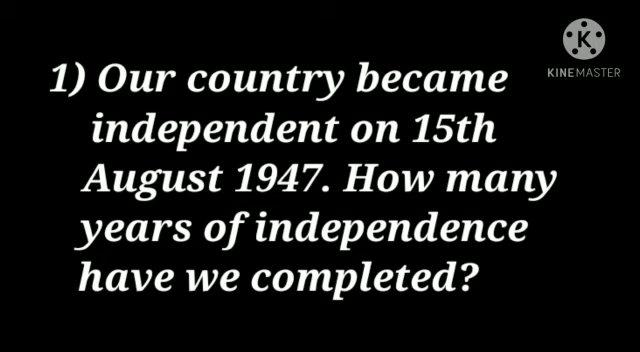 KINEMASTER
1) Our country became
independent on 15th
August 1947. How many
years of independence
have we completed?